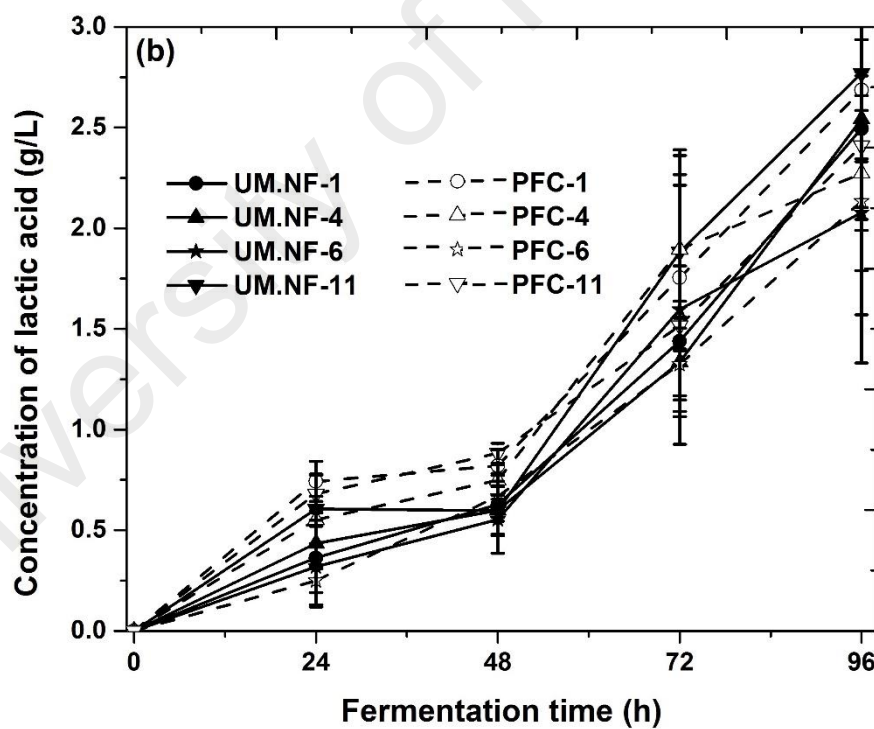 (b)
3.0
2.5
2.0
1.5
1.0
0.5
0.0
Concentration of lactic acid (g/L)
UM.NF-1 PFC-1
UM.NF-4 PFC-4
UM.NF-6 PFC-6
UM.NF-11 PFC-11
0 24 48 72 96
Fermentation time (h)